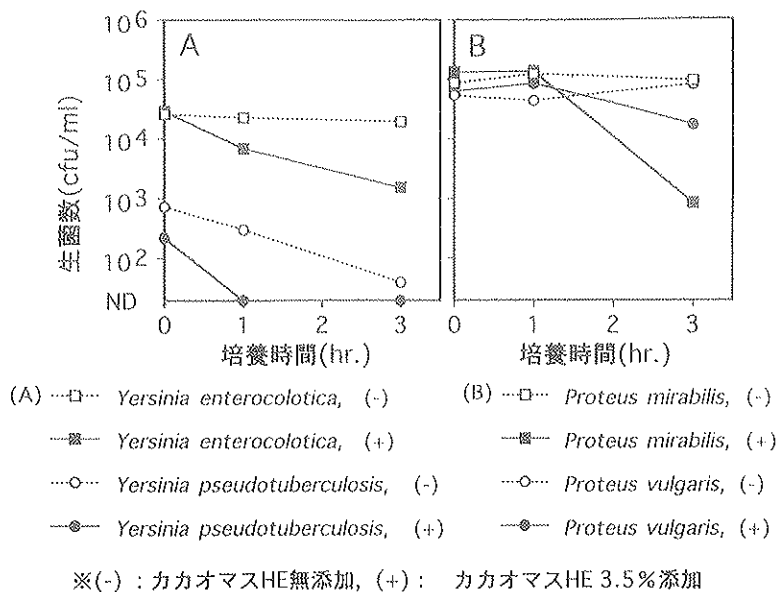 A
B
生菌数(cfu/ml)
10⁶
10⁵
10⁴
10³
10²
ND
0 1 2 3
0 1 2 3
培養時間(hr.)
培養時間(hr.)
(A) Yersinia enterocolotica, (-)
Yersinia enterocolotica, (+)
Yersinia pseudotuberculosis, (-)
Yersinia pseudotuberculosis, (+)
(B) Proteus mirabilis, (-)
Proteus mirabilis, (+)
Proteus vulgaris, (-)
Proteus vulgaris, (+)
※(-) : カカオマスHE無添加, (+) : カカオマスHE 3.5%添加